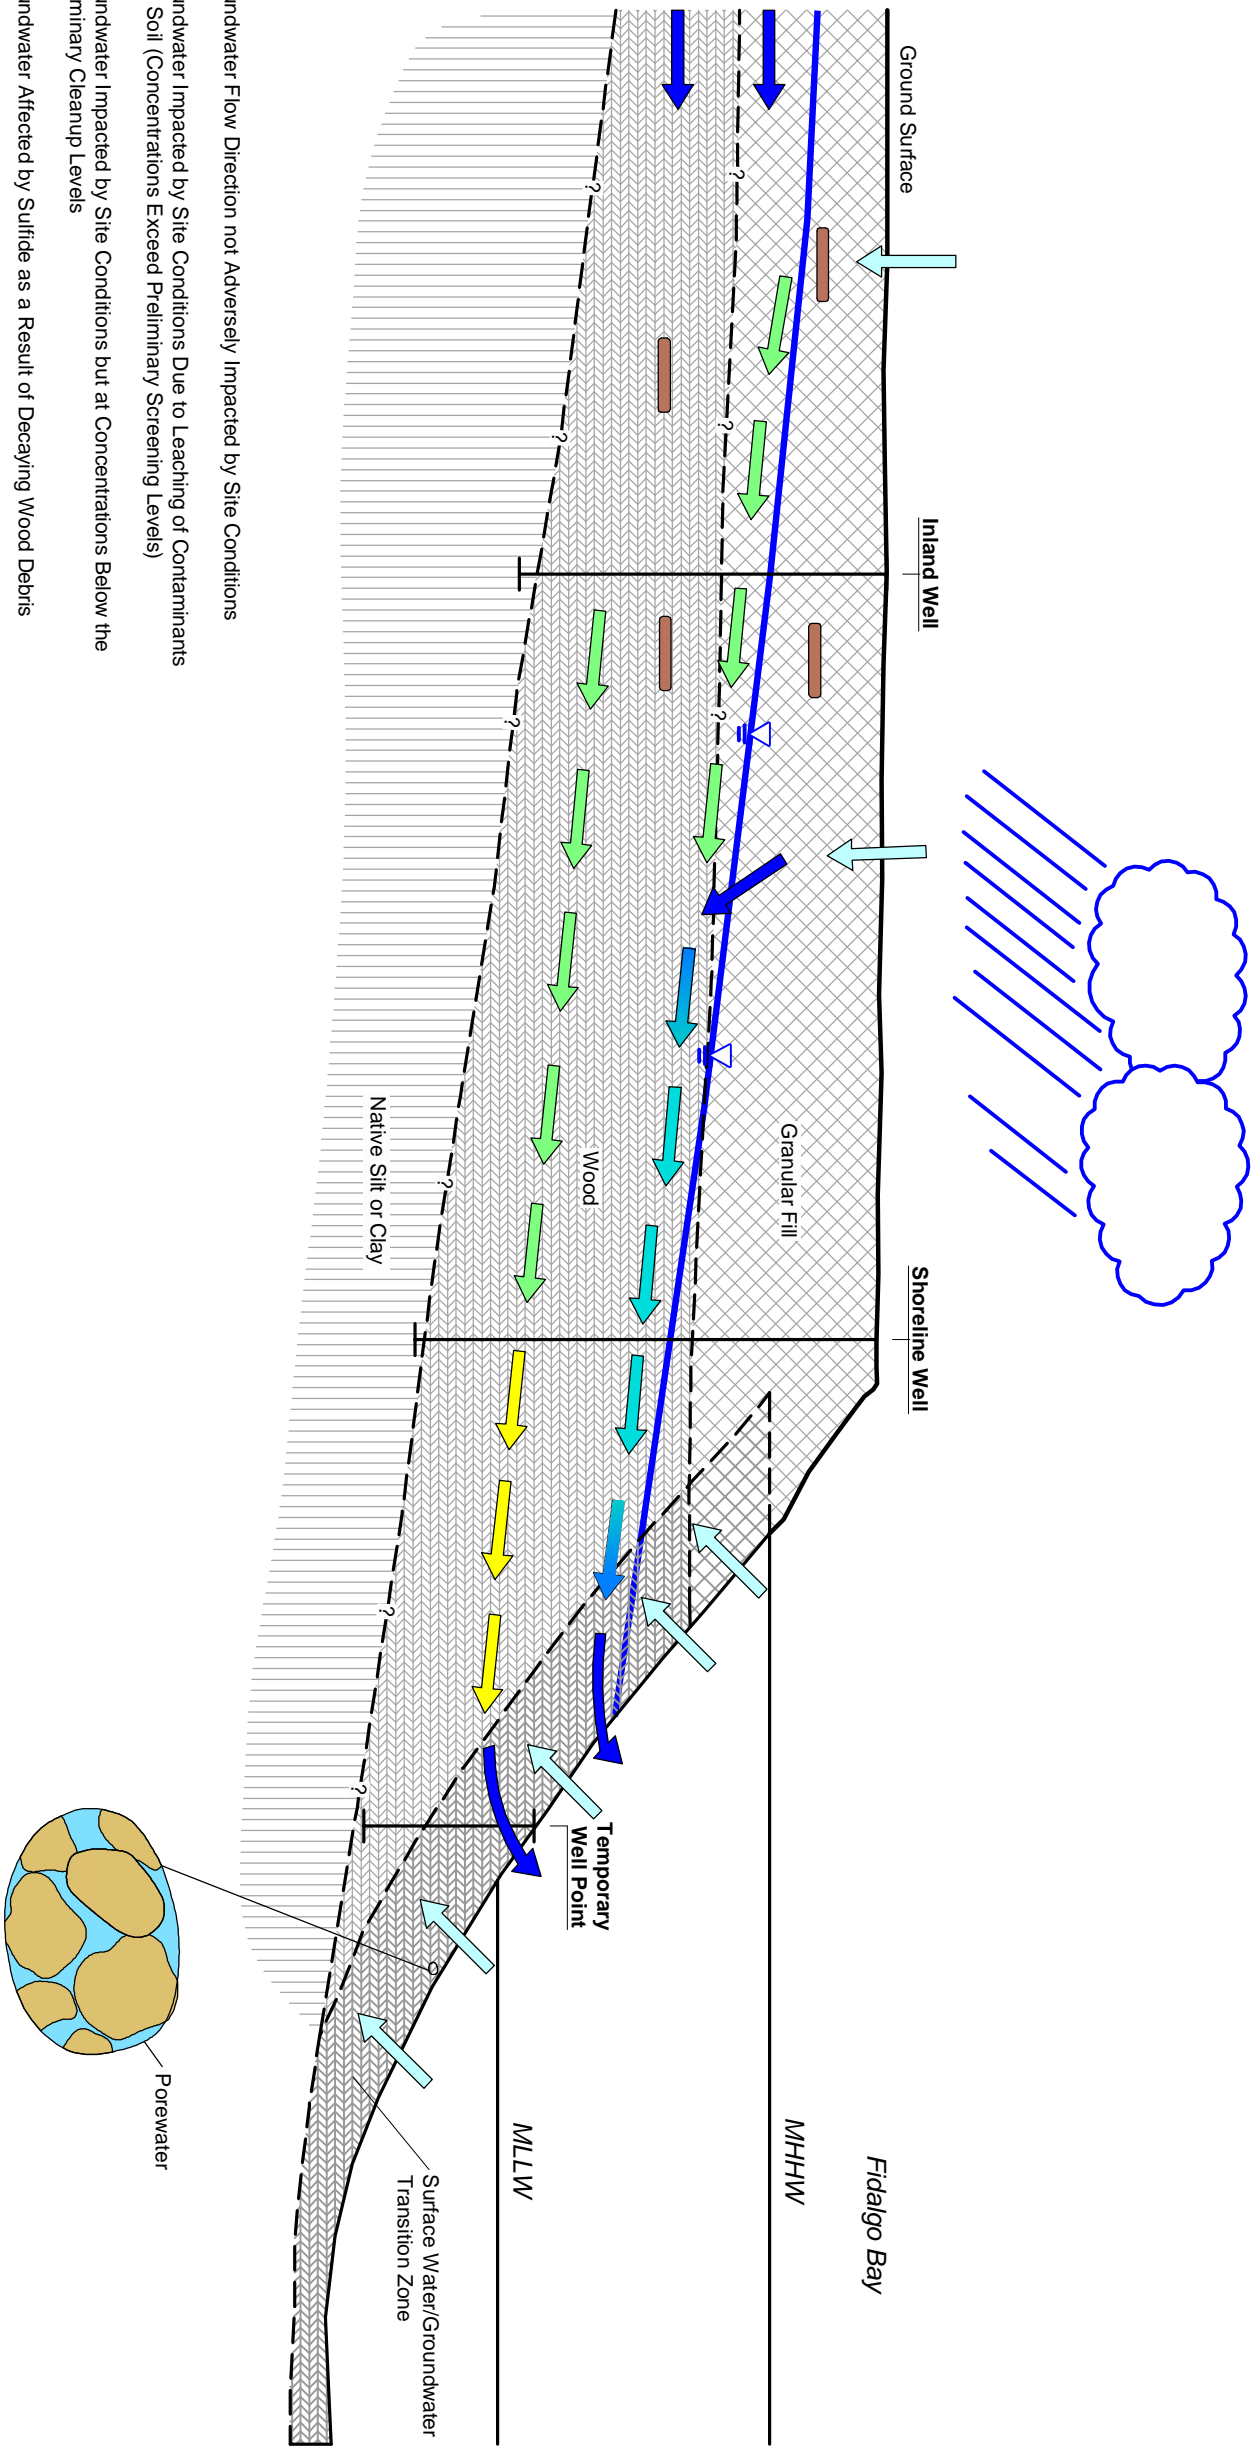 Fidalgo Bay
Ground Surface
Inland Well
Shoreline Well
MHHW
Granular Fill
Temporary
Well Point
Wood
MLLW
Native Silt or Clay
Surface Water/Groundwater
Transition Zone
?
?
?
?
?
?
?
?
?
Porewater
ndwater Flow Direction not Adversely Impacted by Site Conditions
ndwater Impacted by Site Conditions Due to Leaching of Contaminants
Soil (Concentrations Exceed Preliminary Screening Levels)
ndwater Impacted by Site Conditions but at Concentrations Below the
minary Cleanup Levels
ndwater Affected by Sulfide as a Result of Decaying Wood Debris